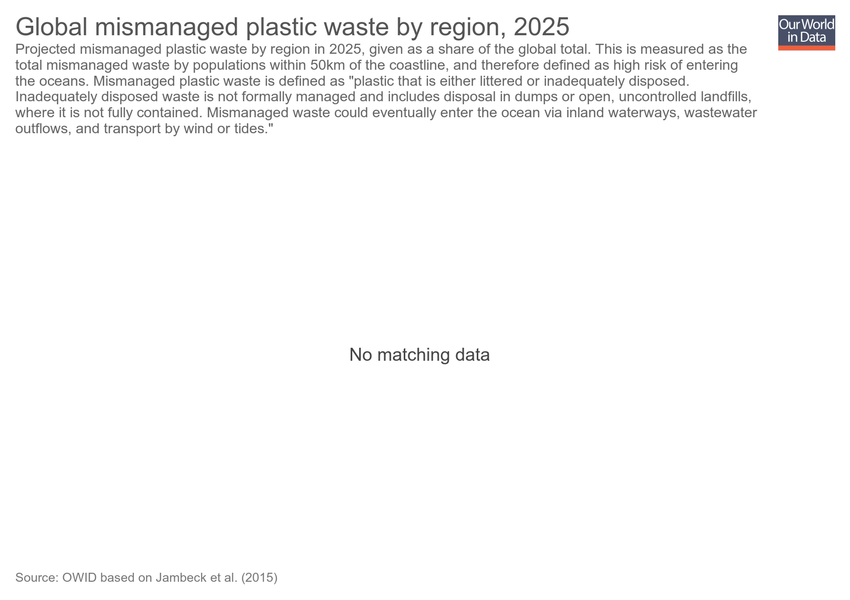 Global mismanaged plastic waste by region, 2025
Our World
in Data
Projected mismanaged plastic waste by region in 2025, given as a share of the global total. This is measured as the
total mismanaged waste by populations within 50km of the coastline, and therefore defined as high risk of entering
the oceans. Mismanaged plastic waste is defined as "plastic that is either littered or inadequately disposed.
Inadequately disposed waste is not formally managed and includes disposal in dumps or open, uncontrolled landfills,
where it is not fully contained. Mismanaged waste could eventually enter the ocean via inland waterways, wastewater
outflows, and transport by wind or tides."
No matching data
Source: OWID based on Jambeck et al. (2015)